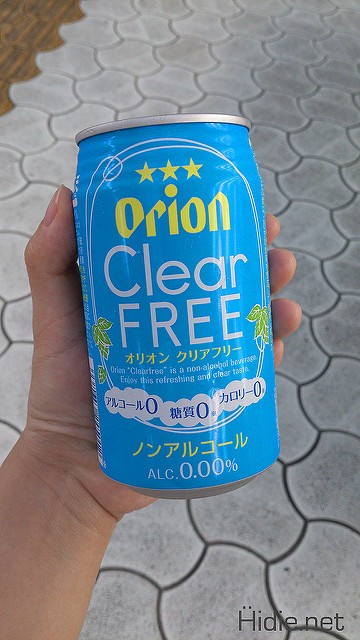 Orion
Clear
FREE
オリオン クリアフリー
Orion "Clearfree" is a non-alcohol beverage.
Enjoy this refreshing and clear taste.
アルコール0 糖質0※ カロリー0※
ノンアルコール
ALC.0.00%
Hidie.net